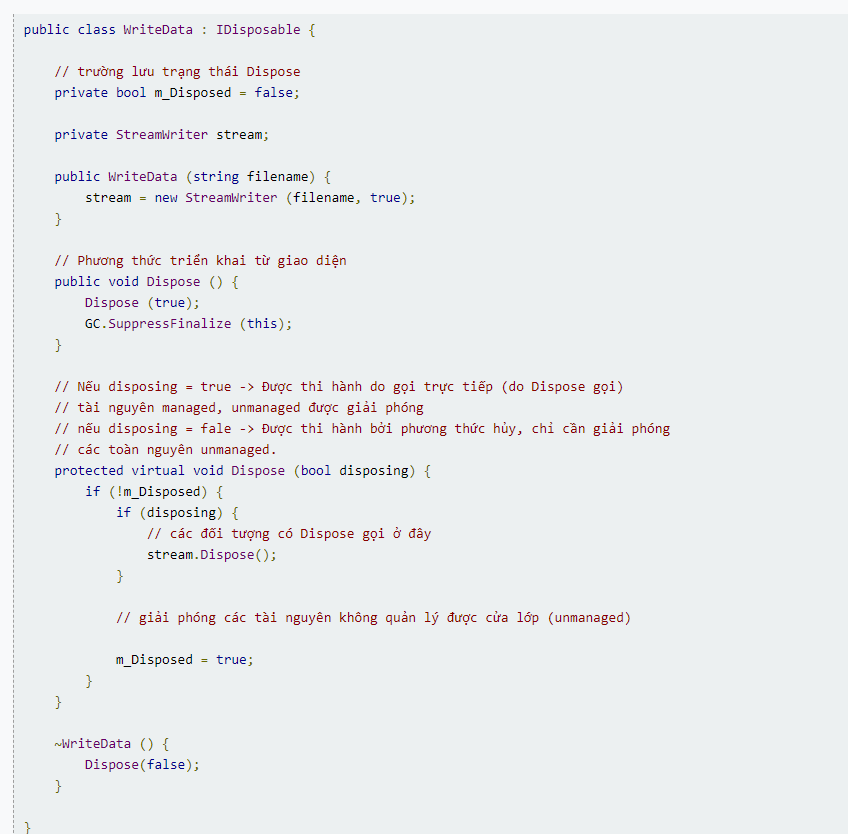 public class WriteData : IDisposable {
// trường lưu trạng thái Dispose
private bool m_Disposed = false;
private StreamWriter stream;
public WriteData (string filename) {
stream = new StreamWriter (filename, true);
}
// Phương thức triển khai từ giao diện
public void Dispose () {
Dispose (true);
GC.SuppressFinalize (this);
}
// Nếu disposing = true -> Được thi hành do gọi trực tiếp (do Dispose gọi)
// tài nguyên managed, unmanaged được giải phóng
// nếu disposing = fale -> Được thi hành bởi phương thức hủy, chỉ cần giải phóng
// các toàn nguyên unmanaged.
protected virtual void Dispose (bool disposing) {
if (!m_Disposed) {
if (disposing) {
// các đối tượng có Dispose gọi ở đây
stream.Dispose();
}
// giải phóng các tài nguyên không quản lý được cửa lớp (unmanaged)
m_Disposed = true;
}
}
~WriteData () {
Dispose(false);
}
}